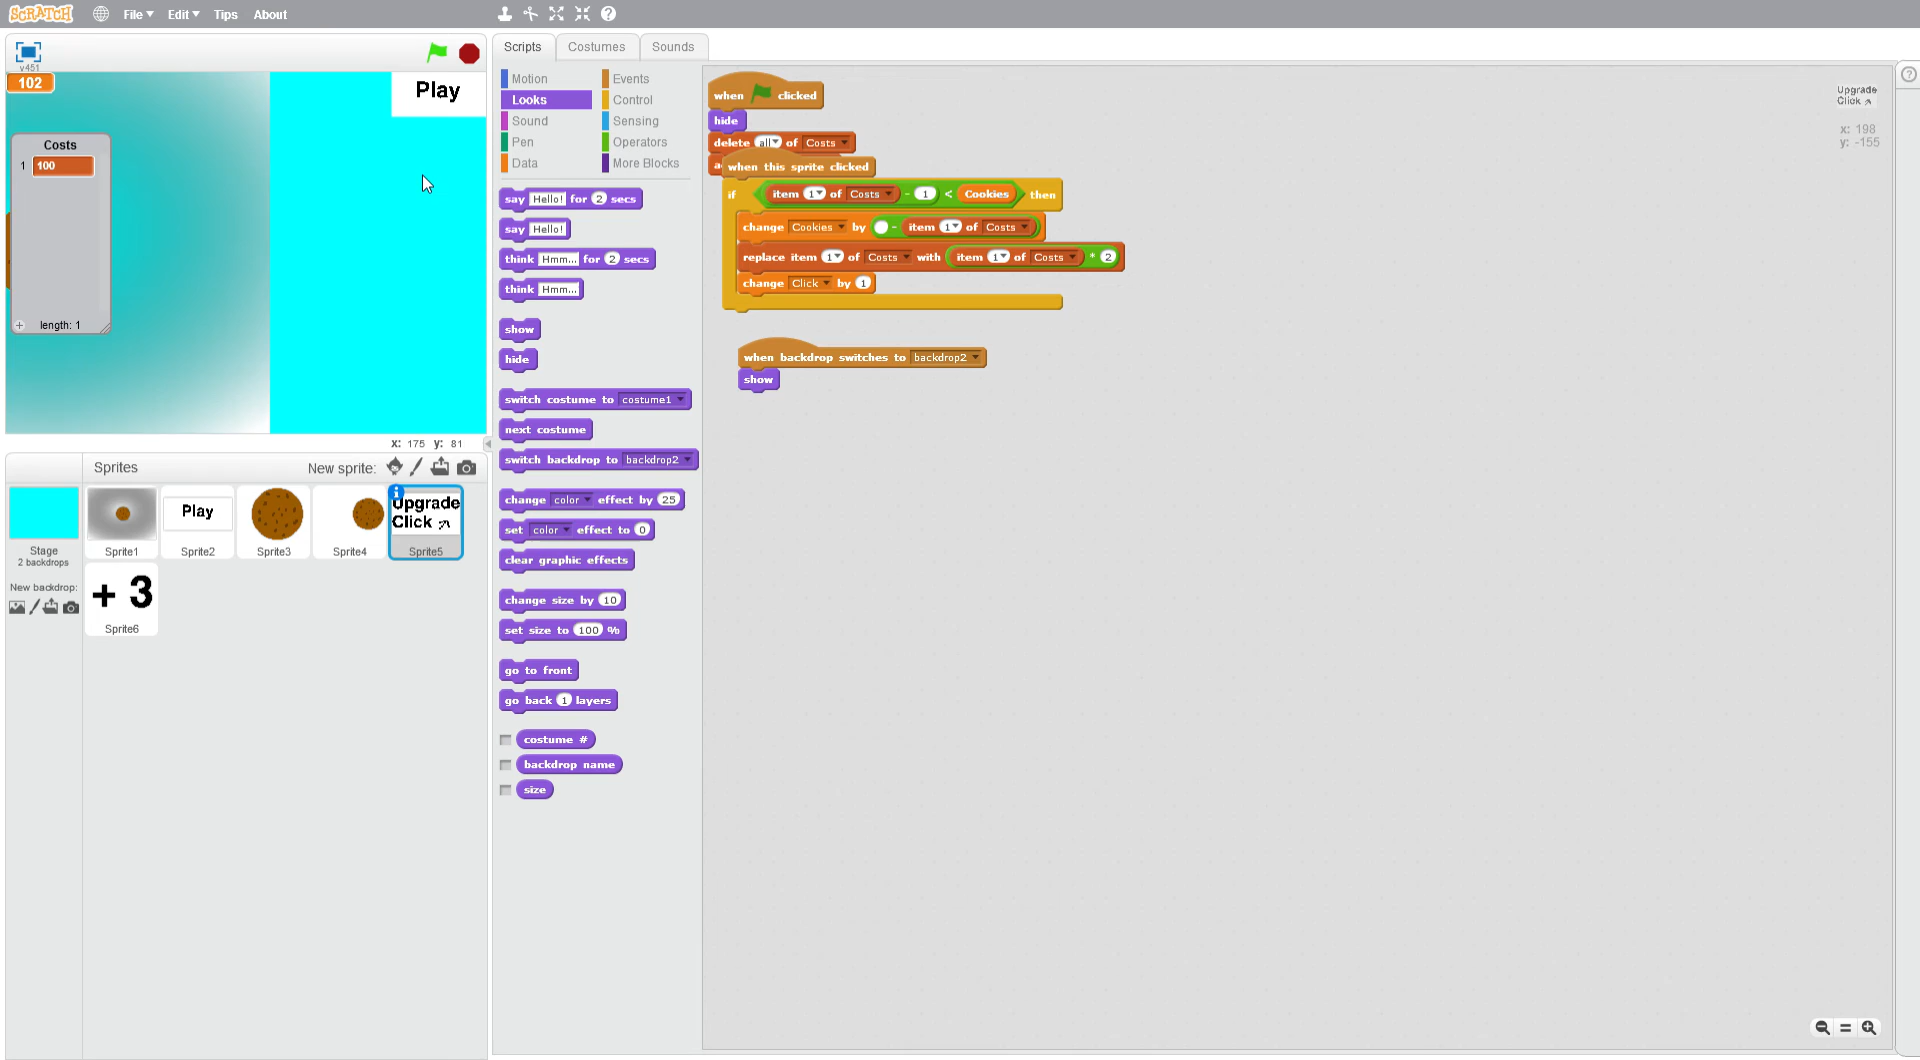 SCRATCH File Edit Tips About
v451
102
Play
Costs
1 100
length: 1
x: 175 y: 81
Sprites New sprite:
Stage
2 backdrops
New backdrop:
Sprite1
Play
Sprite2
Sprite3
Sprite4
Upgrade
Click
Sprite5
+ 3
Sprite6
Scripts Costumes Sounds
Motion Events
Looks Control
Sound Sensing
Pen Operators
Data More Blocks
say Hello! for 2 secs
say Hello!
think Hmm... for 2 secs
think Hmm...
show
hide
switch costume to costume1
next costume
switch backdrop to backdrop2
change color effect by 25
set color effect to 0
clear graphic effects
change size by 10
set size to 100 %
go to front
go back 1 layers
costume #
backdrop name
size
when clicked
hide
delete all of Costs
when this sprite clicked
if item 1 of Costs - 1 < Cookies then
change Cookies by - item 1 of Costs
replace item 1 of Costs with item 1 of Costs * 2
change Click by 1
when backdrop switches to backdrop2
show
Upgrade
Click
x: 198
y: -155